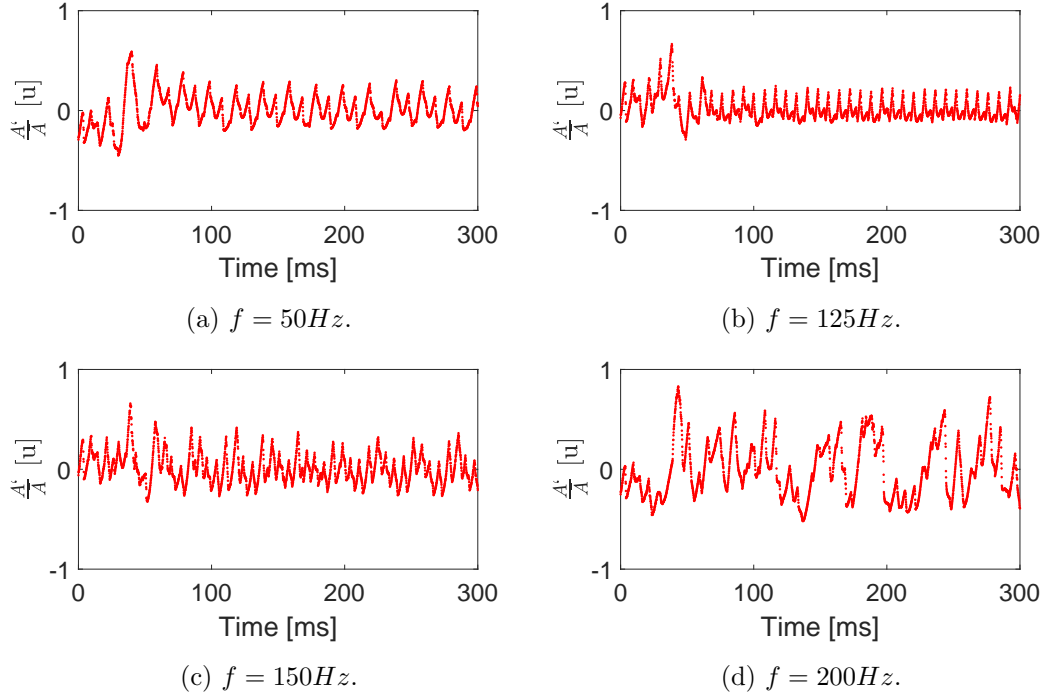 1
0
-1
A‘/A [u]
0 100 200 300
Time [ms]
(a) f = 50Hz.
1
0
-1
A‘/A [u]
0 100 200 300
Time [ms]
(b) f = 125Hz.
1
0
-1
A‘/A [u]
0 100 200 300
Time [ms]
(c) f = 150Hz.
1
0
-1
A‘/A [u]
0 100 200 300
Time [ms]
(d) f = 200Hz.